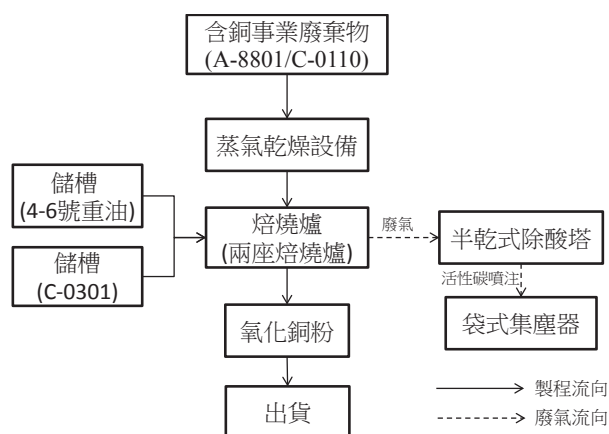 含銅事業廢棄物
(A-8801/C-0110)
蒸氣乾燥設備
儲槽
(4-6號重油)
儲槽
(C-0301)
焙燒爐
(兩座焙燒爐)
廢氣
半乾式除酸塔
活性碳噴注
袋式集塵器
氧化銅粉
出貨
製程流向
廢氣流向